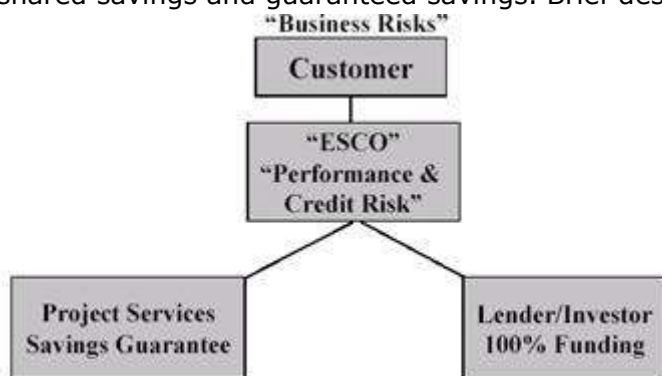 shared savings and guaranteed savings. Brief des
“Business Risks”
Customer
“ESCO”
“Performance &
Credit Risk”
Project Services
Savings Guarantee
Lender/Investor
100% Funding